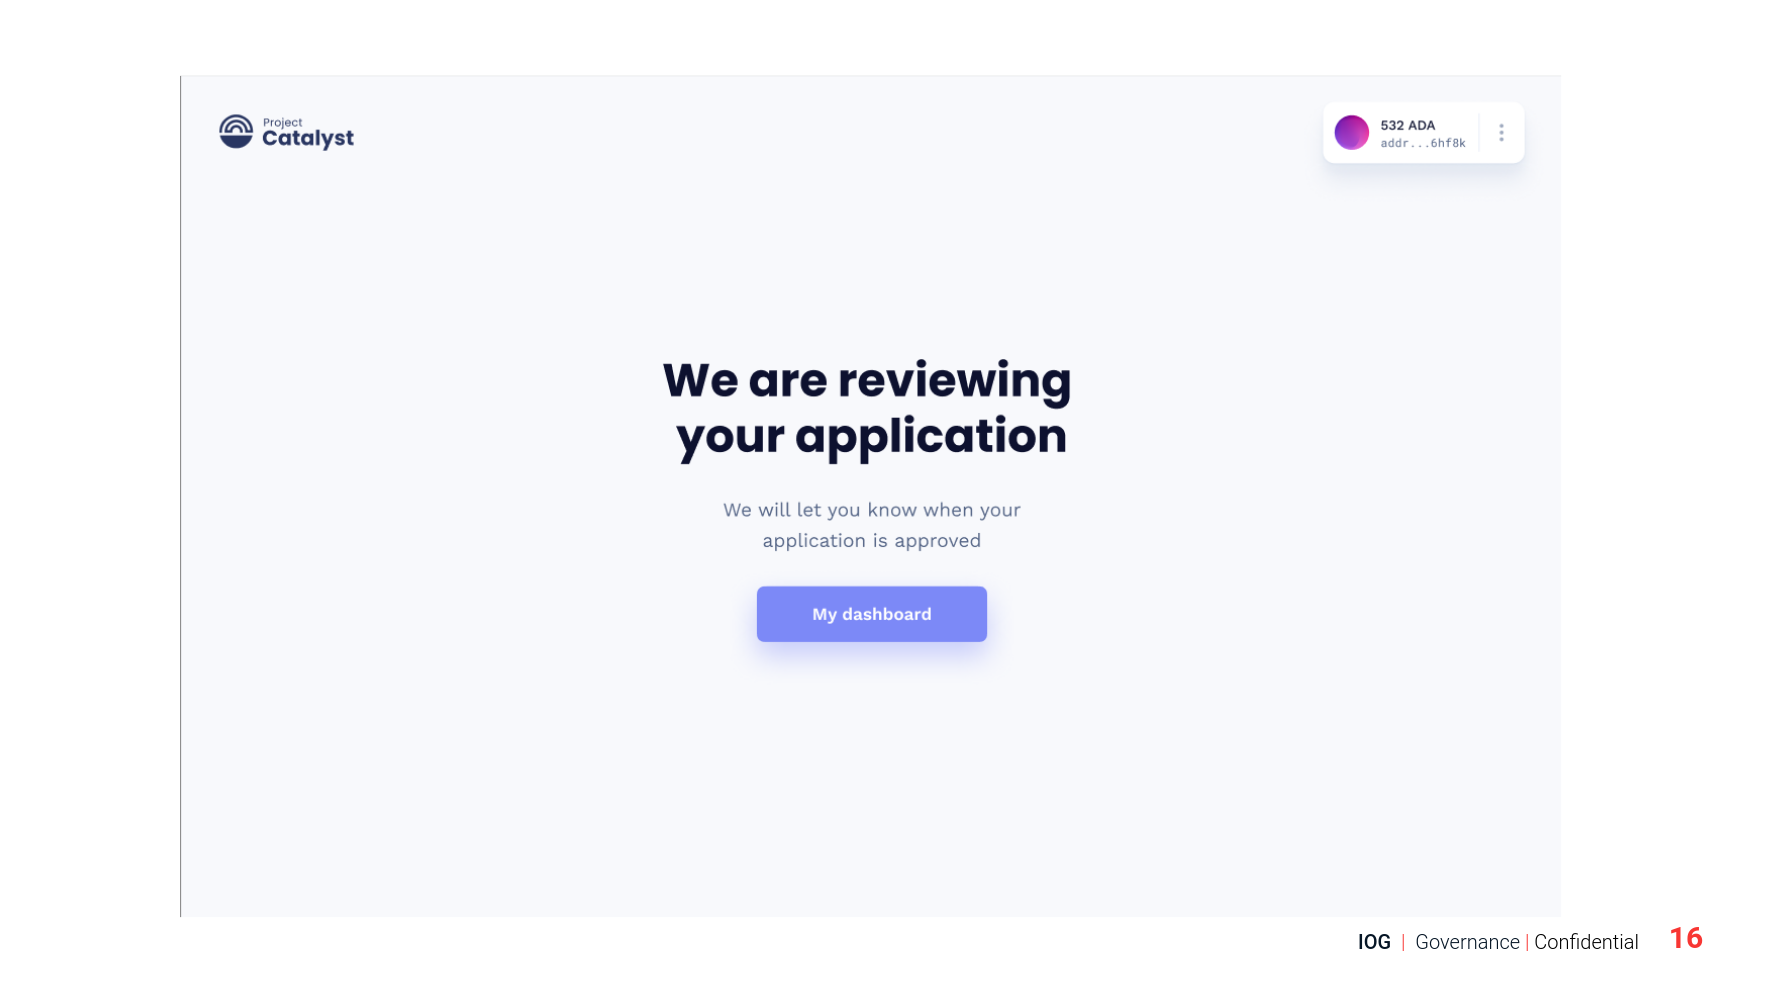 Project
Catalyst
532 ADA
addr...6hf8k
We are reviewing
your application
We will let you know when your
application is approved
My dashboard
IOG | Governance | Confidential 16